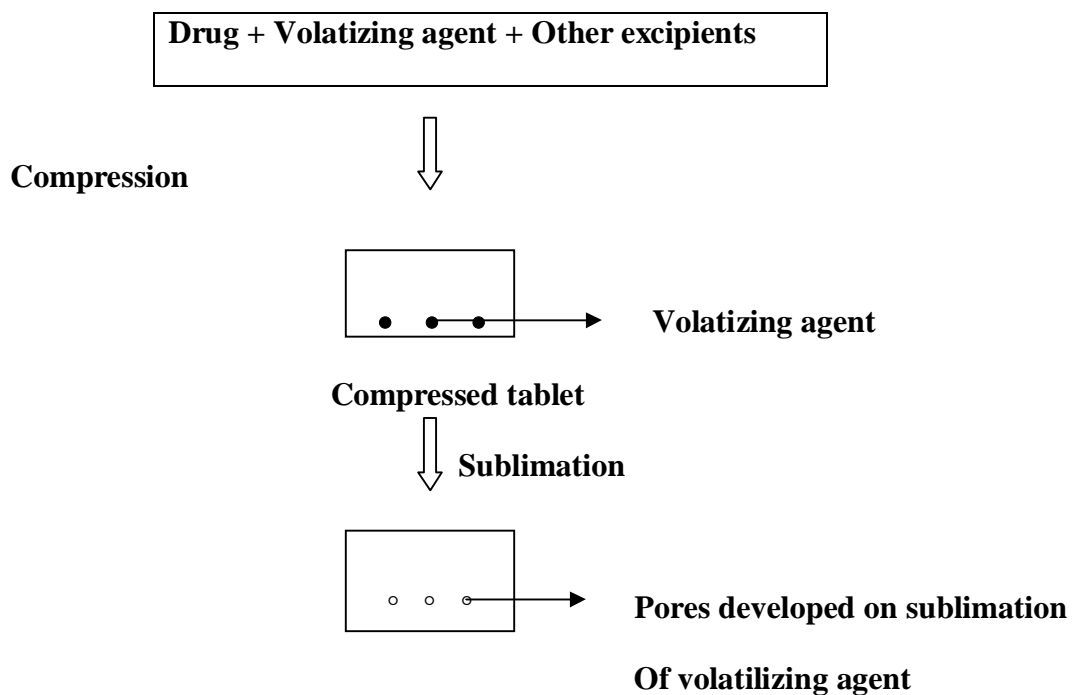 Drug + Volatizing agent + Other excipients
Compression
Volatizing agent
Compressed tablet
Sublimation
Pores developed on sublimation
Of volatilizing agent